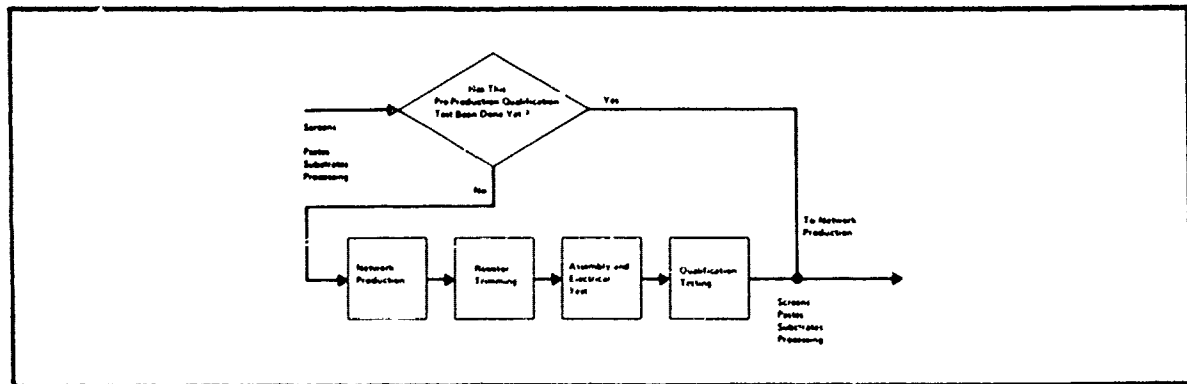 Has This
Pre-Production Qualification
Test Been Done Yet ?
Yes
Screens
Pastes
Substrates
Processing
No
To Network
Production
Network
Production
Resistor
Trimming
Assembly and
Electrical
Test
Qualification
Testing
Screens
Pastes
Substrates
Processing